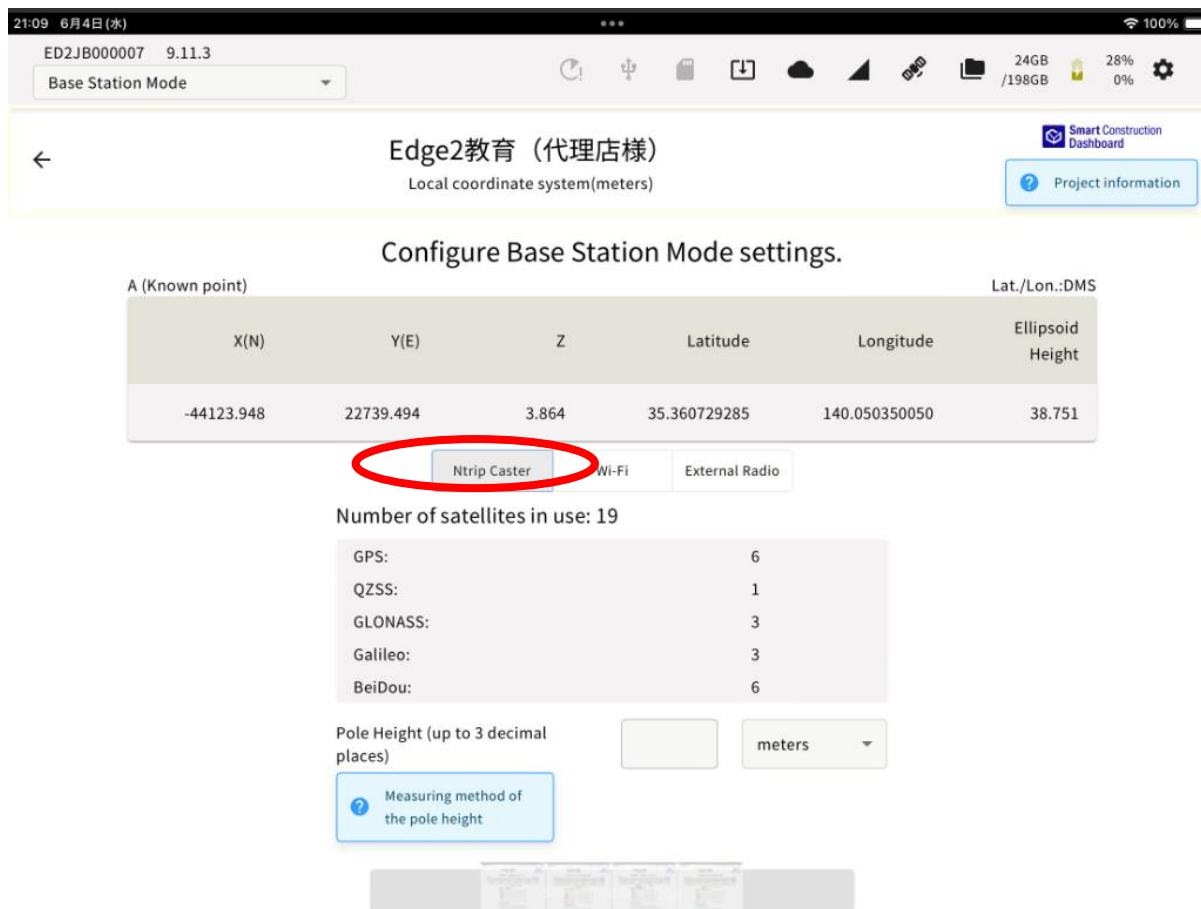 21:09 6月4日(水)
100%
ED2JB000007 9.11.3
Base Station Mode
24GB
/198GB
28%
0%
Edge2教育（代理店様）
Local coordinate system(meters)
Smart Construction
Dashboard
Project information
Configure Base Station Mode settings.
A (Known point)
Lat./Lon.:DMS
X(N) Y(E) Z Latitude Longitude Ellipsoid
Height
-44123.948 22739.494 3.864 35.360729285 140.050350050 38.751
Ntrip Caster Wi-Fi External Radio
Number of satellites in use: 19
GPS: 6
QZSS: 1
GLONASS: 3
Galileo: 3
BeiDou: 6
Pole Height (up to 3 decimal
places)
meters
Measuring method of
the pole height